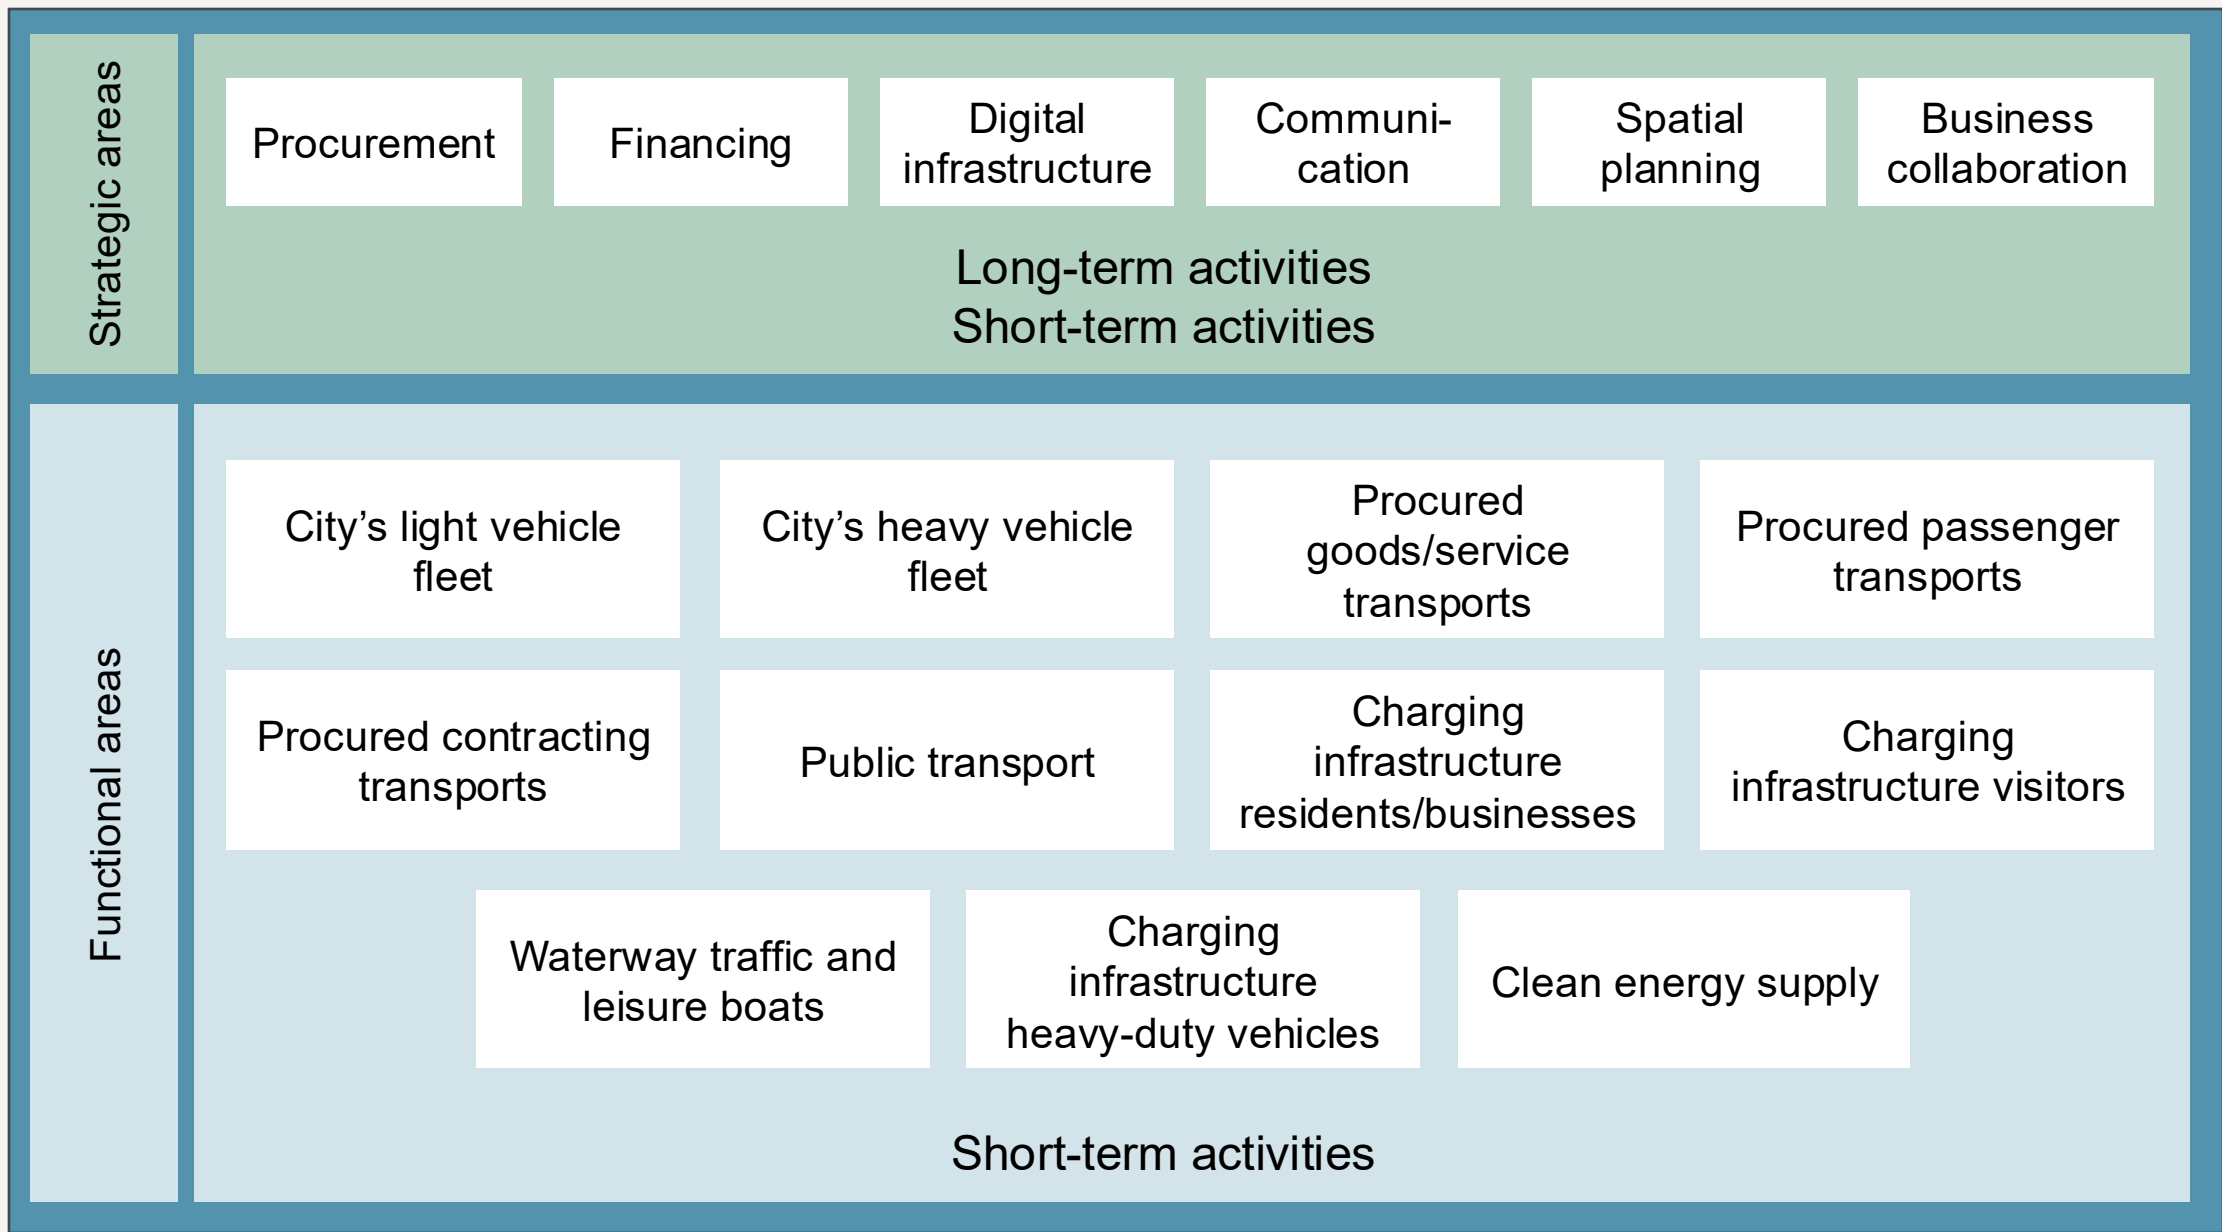 Strategic areas
Procurement
Financing
Digital
infrastructure
Communi-
cation
Spatial
planning
Business
collaboration
Long-term activities
Short-term activities
Functional areas
City’s light vehicle
fleet
City’s heavy vehicle
fleet
Procured
goods/service
transports
Procured passenger
transports
Procured contracting
transports
Public transport
Charging
infrastructure
residents/businesses
Charging
infrastructure visitors
Waterway traffic and
leisure boats
Charging
infrastructure
heavy-duty vehicles
Clean energy supply
Short-term activities